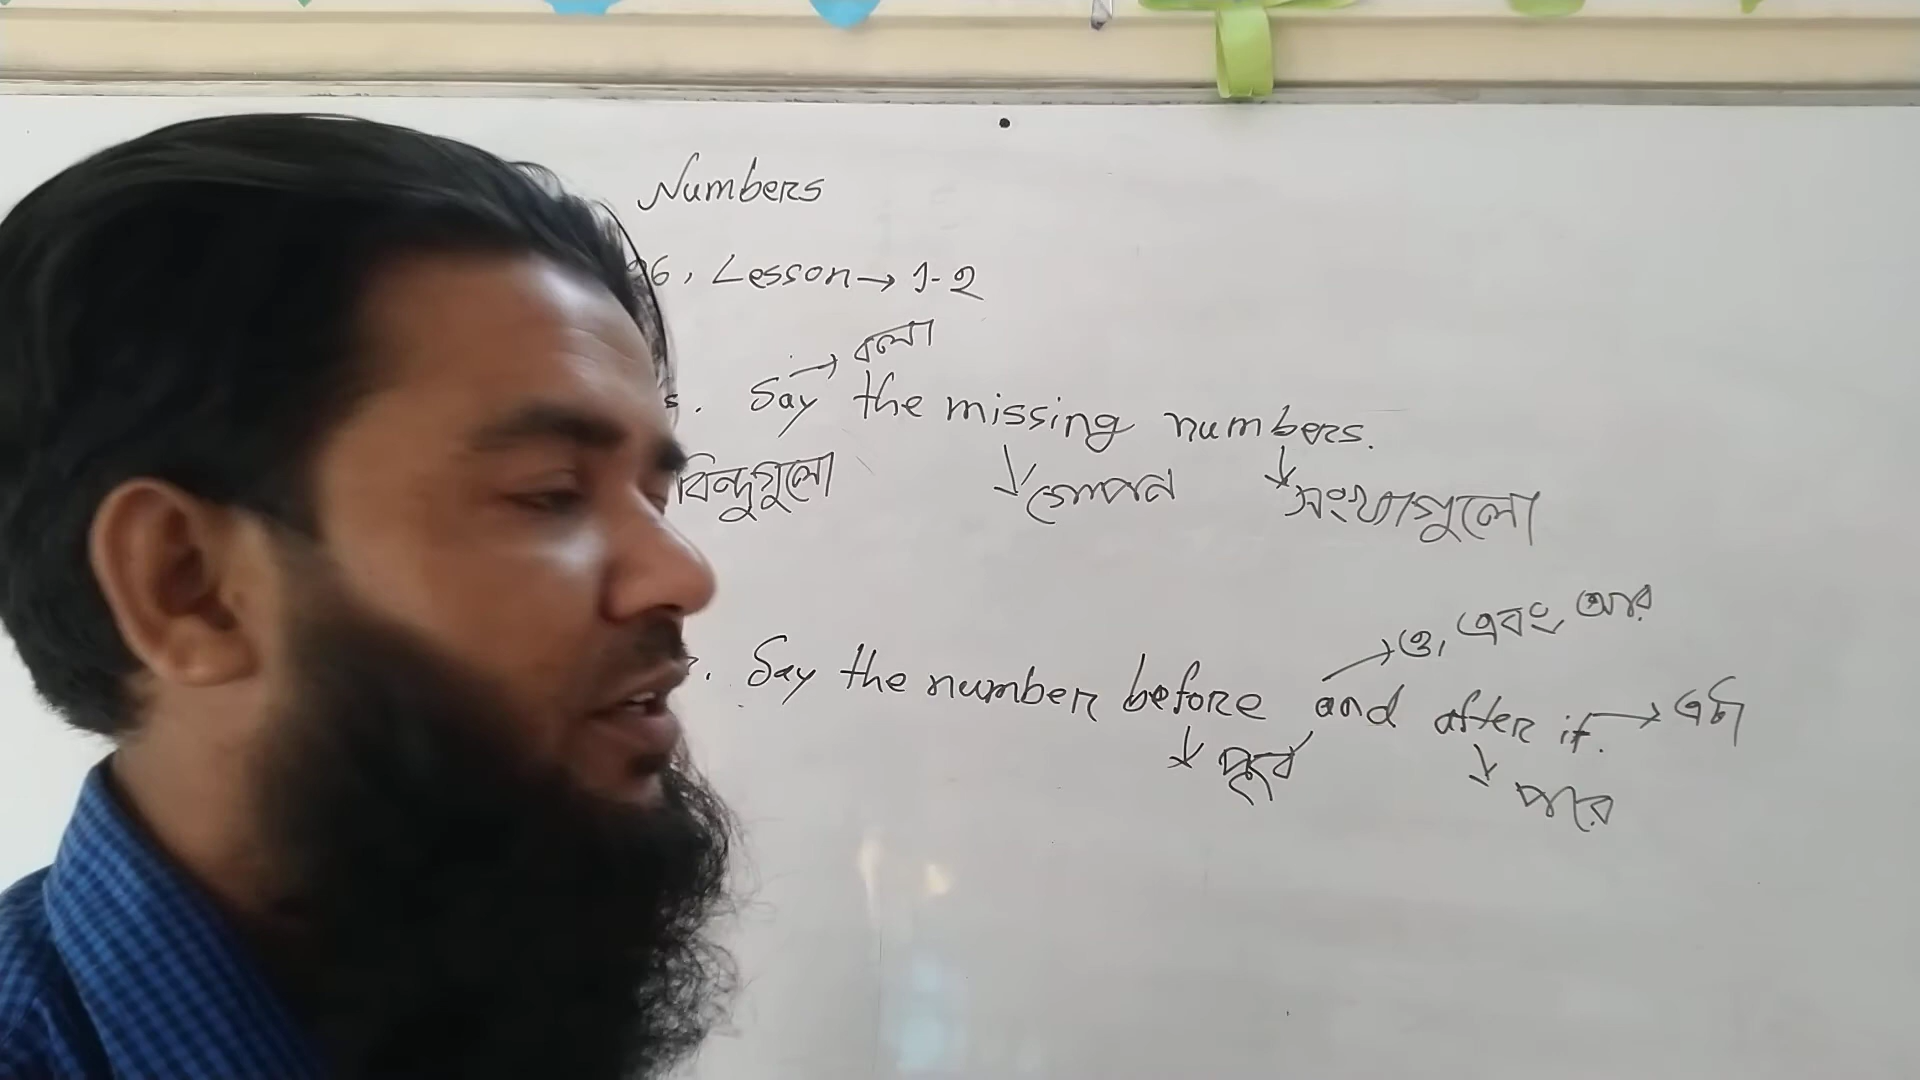 Numbers
96, Lesson → 1-2
বলো
s. Say the missing numbers.
বিন্দুগুলো গোপন সংখ্যাগুলো
ও, এবং, আর
. Say the number before and after it. → এটা
পূর্বে পরে